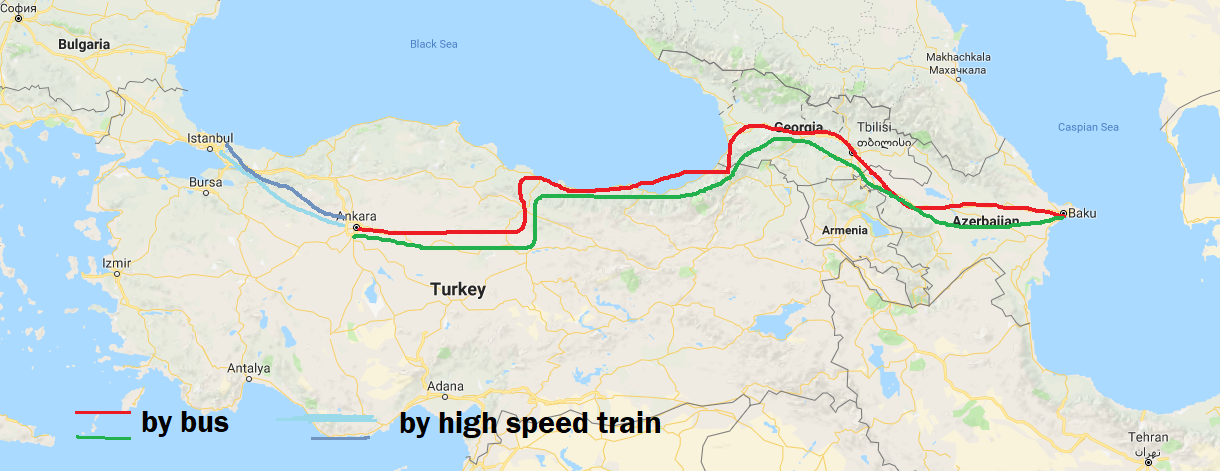 София
Bulgaria
Black Sea
Makhachkala
Махачкала
Istanbul
Georgia
Tbilisi
თბილისი
Caspian Sea
Bursa
Ankara
Azerbaijan
Baku
Armenia
Izmir
Turkey
Antalya
Adana
by bus
by high speed train
Tehran
تهران